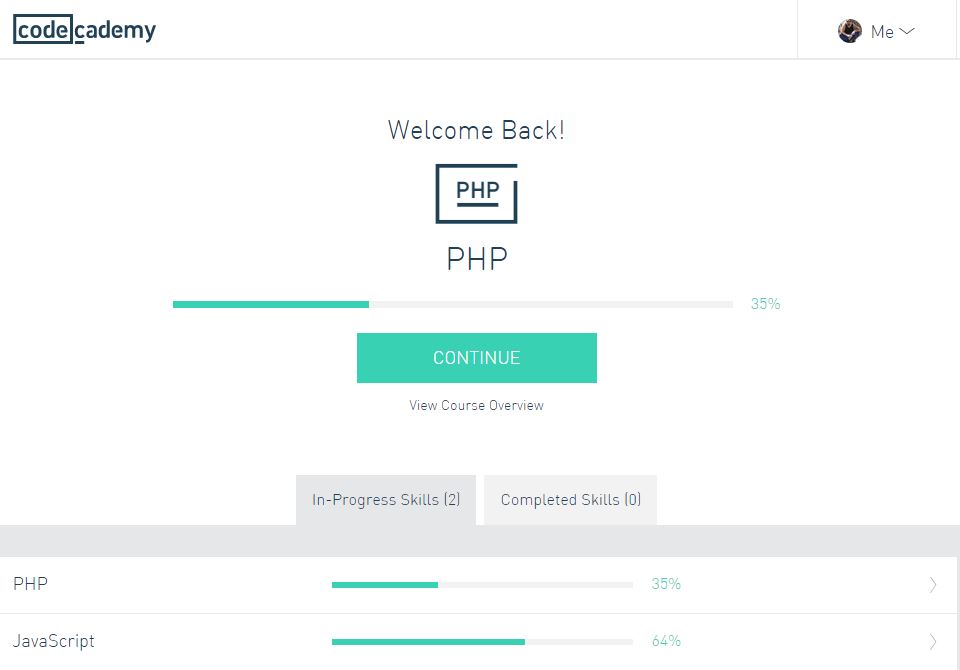 codecademy
Me
Welcome Back!
PHP
PHP
35%
CONTINUE
View Course Overview
In-Progress Skills (2)
Completed Skills (0)
PHP 35%
JavaScript 64%